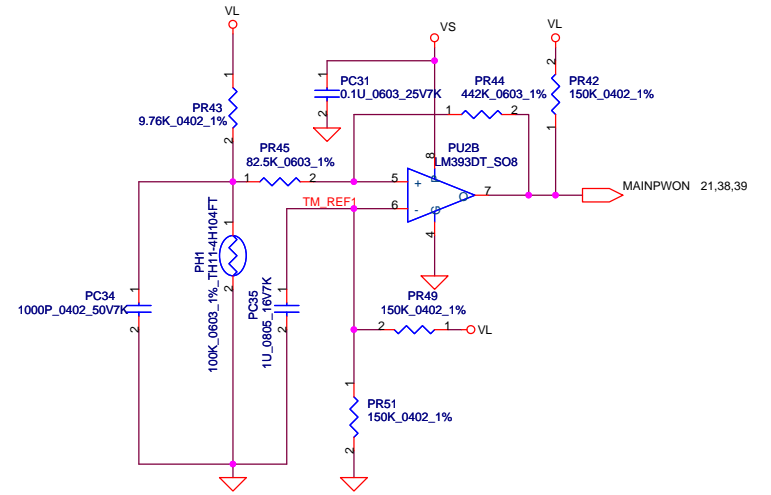 VL
VS
VL
1
PR43
9.76K_0402_1%
2
1
PC31
0.1U_0603_25V7K
2
PR44
442K_0603_1%
1
2
2
PR42
150K_0402_1%
1
PR45
82.5K_0603_1%
1
2
PU2B
LM393DT_SO8
8
5
+
P
6
-
G
O
7
4
MAINPWON 21,38,39
TM_REF1
1
PH1
100K_0603_1%_TH11-4H104FT
2
1
PC34
1000P_0402_50V7K
2
1
PC35
1U_0805_16V7K
2
PR49
150K_0402_1%
2
1
VL
1
PR51
150K_0402_1%
2